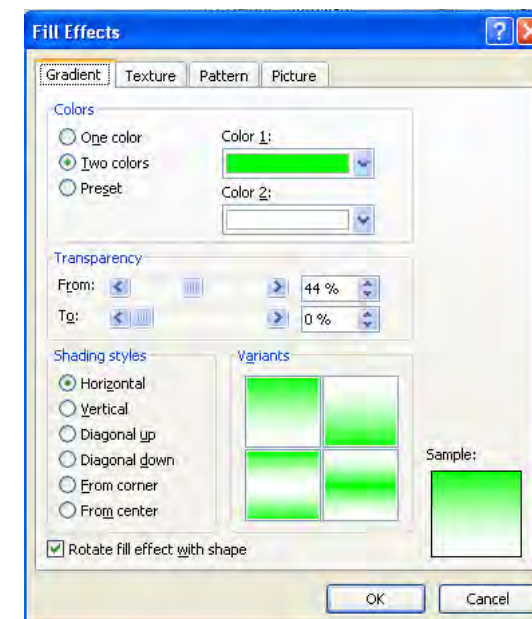 Fill Effects
Gradient Texture Pattern Picture
Colors
One color
Two colors
Preset
Color 1:
Color 2:
Transparency
From: 44 %
To: 0 %
Shading styles
Horizontal
Vertical
Diagonal up
Diagonal down
From corner
From center
Variants
Sample:
Rotate fill effect with shape
OK Cancel